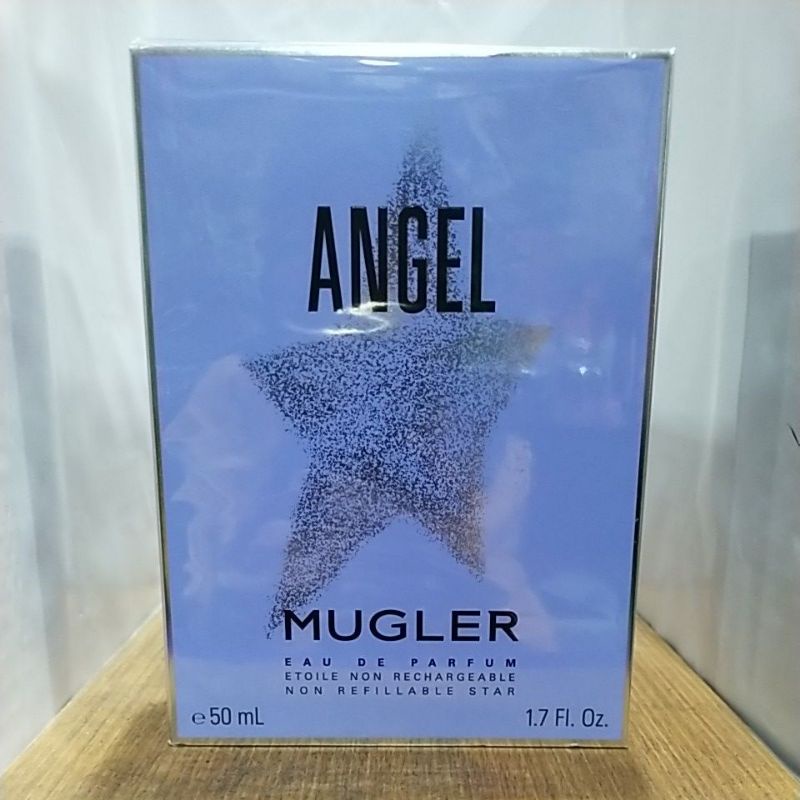 ANGEL
MUGLER
EAU DE PARFUM
ETOILE NON RECHARGEABLE
NON REFILLABLE STAR
℮ 50 mL 1.7 Fl. Oz.